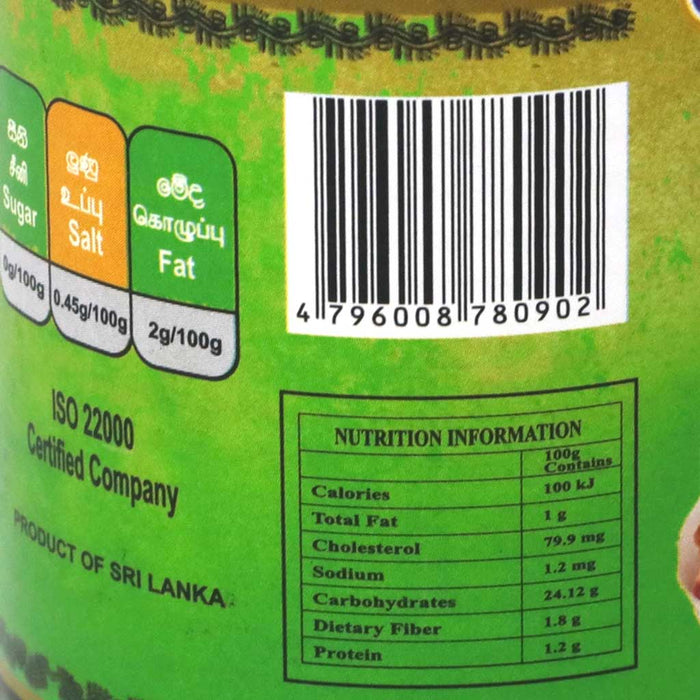 සීනි
சீனி
Sugar
0g/100g
ලුණු
உப்பு
Salt
0.45g/100g
මේද
கொழுப்பு
Fat
2g/100g
4 796008 780902
ISO 22000
Certified Company
PRODUCT OF SRI LANKA
NUTRITION INFORMATION
100g
Contains
Calories 100 kJ
Total Fat 1 g
Cholesterol 79.9 mg
Sodium 1.2 mg
Carbohydrates 24.12 g
Dietary Fiber 1.8 g
Protein 1.2 g